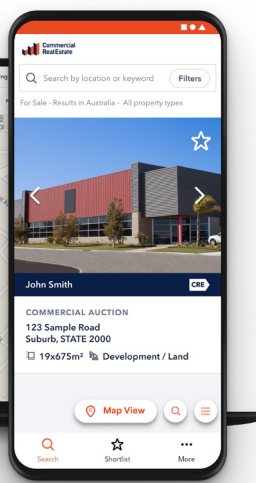 Commercial
RealEstate
Search by location or keyword
Filters
For Sale - Results in Australia - All property types
John Smith
CRE
COMMERCIAL AUCTION
123 Sample Road
Suburb, STATE 2000
19x675m² Development / Land
Map View
Search
Shortlist
More